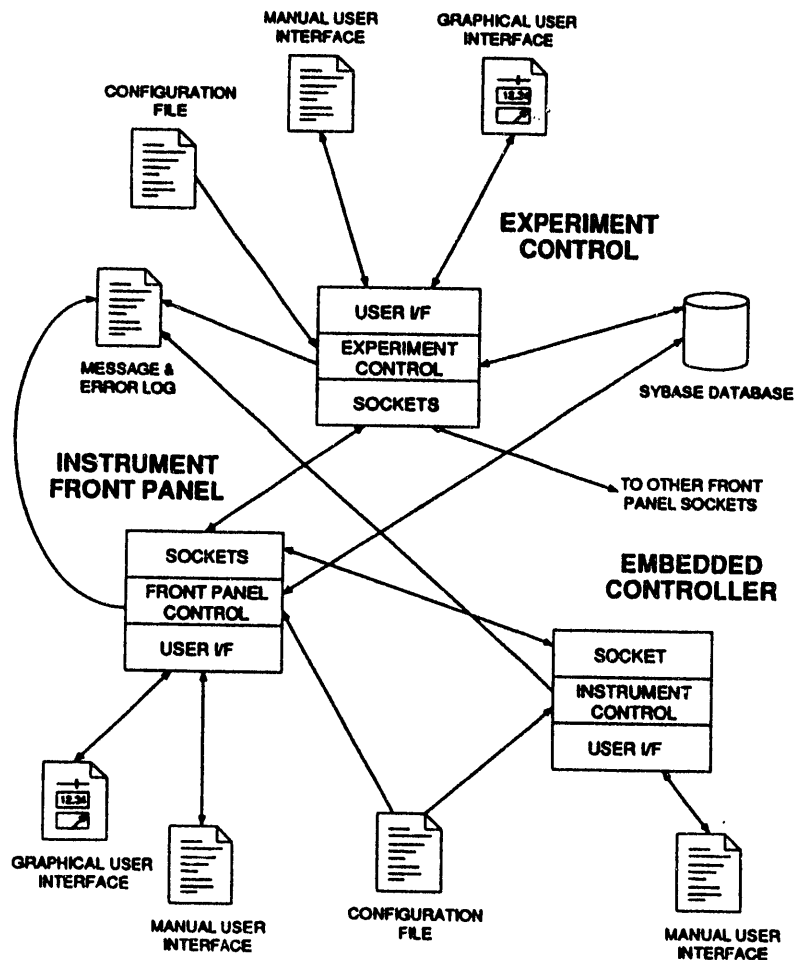 MANUAL USER
INTERFACE
GRAPHICAL USER
INTERFACE
12.34
CONFIGURATION
FILE
EXPERIMENT
CONTROL
USER I/F
EXPERIMENT
CONTROL
SOCKETS
MESSAGE &
ERROR LOG
SYBASE DATABASE
INSTRUMENT
FRONT PANEL
TO OTHER FRONT
PANEL SOCKETS
SOCKETS
FRONT PANEL
CONTROL
USER I/F
EMBEDDED
CONTROLLER
SOCKET
INSTRUMENT
CONTROL
USER I/F
12.34
GRAPHICAL USER
INTERFACE
MANUAL USER
INTERFACE
CONFIGURATION
FILE
MANUAL USER
INTERFACE